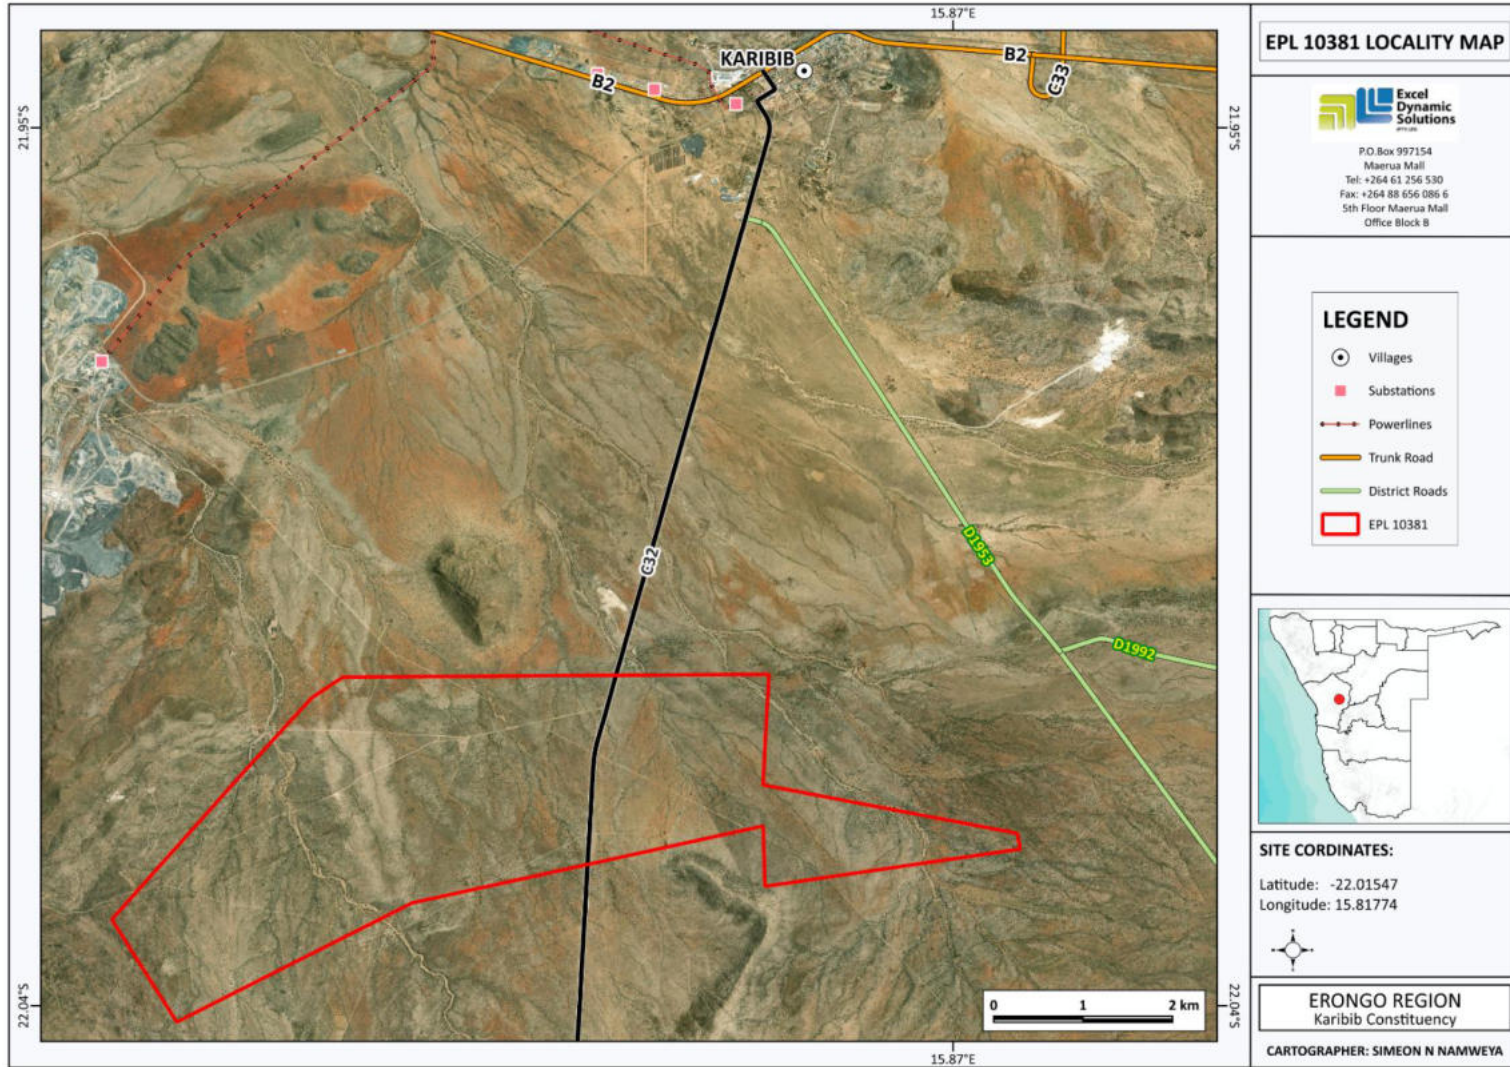 15.87°E
KARIBIB
B2
B2
C33
21.95°S
21.95°S
C32
D1953
D1992
22.04°S
22.04°S
0 1 2 km
15.87°E
EPL 10381 LOCALITY MAP
Excel
Dynamic
Solutions
P.O.Box 997154
Maerua Mall
Tel: +264 61 256 530
Fax: +264 88 656 086 6
5th Floor Maerua Mall
Office Block B
LEGEND
Villages
Substations
Powerlines
Trunk Road
District Roads
EPL 10381
SITE CORDINATES:
Latitude: -22.01547
Longitude: 15.81774
ERONGO REGION
Karibib Constituency
CARTOGRAPHER: SIMEON N NAMWEYA